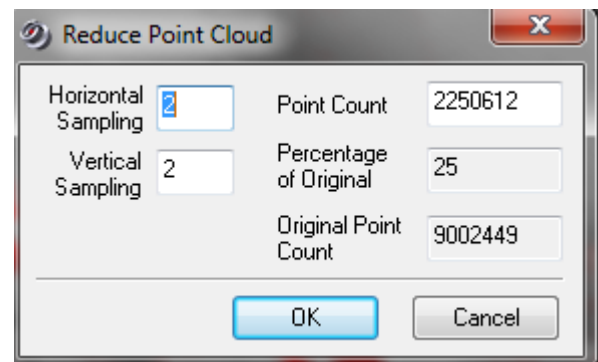 Reduce Point Cloud
Horizontal
Sampling
2
Point Count
2250612
Vertical
Sampling
2
Percentage
of Original
25
Original Point
Count
9002449
OK
Cancel